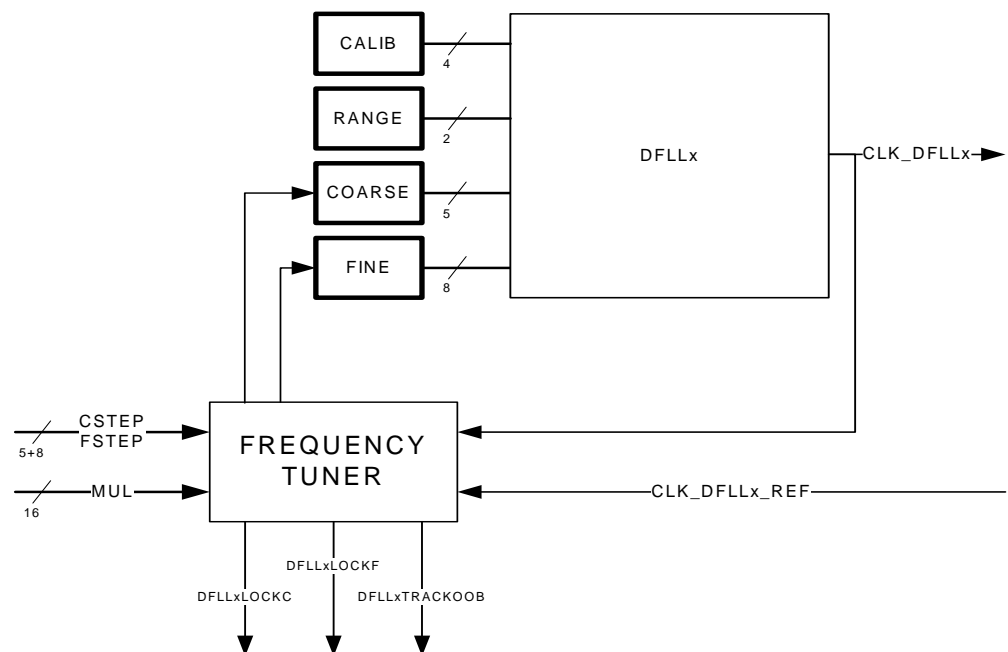 CALIB
4
RANGE
2
DFLLx
CLK_DFLLx
COARSE
5
FINE
8
CSTEP
FSTEP
5+8
FREQUENCY
TUNER
MUL
16
CLK_DFLLx_REF
DFLLxLOCKF
DFLLxLOCKC
DFLLxTRACKOOB